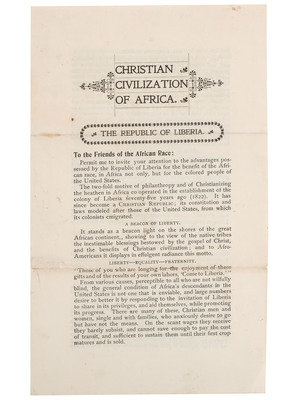 CHRISTIAN
CIVILIZATION
OF AFRICA.
THE REPUBLIC OF LIBERIA.
To the Friends of the African Race:
Permit me to invite your attention to the advantages pos-
sessed by the Republic of Liberia for the benefit of the Afri-
can race, in Africa not only, but for the colored people of
the United States.
The two-fold motive of philanthropy and of Christianizing
the heathen in Africa co operated in the establishment of the
colony of Liberia seventy-five years ago (1822). It has
since become a CHRISTIAN REPUBLIC; its constitution and
laws modeled after those of the United States, from which
its colonists emigrated.
A BEACON OF LIBERTY.
It stands as a beacon light on the shores of the great
African continent, showing to the view of the native tribes
the inestimable blessings bestowed by the gospel of Christ,
and the benefits of Christian civilization; and to Afro-
Americans it displays in effulgent radiance this motto,
LIBERTY—EQUALITY—FRATERNITY.
Those of you who are longing for the enjoyment of these
gifts and of the results of your own labors, "Come to Liberia."
From various causes, perceptible to all who are not wilfully
blind, the general condition of Africa's descendants in the
United States is not one that is enviable, and large numbers
desire to better it by responding to the invitation of Liberia
to share in its privileges, and aid themselves, while promoting
its progress. There are many of these, Christian men and
women, single and with families, who anxiously desire to go
but have not the means. On the scant wages they receive
they barely subsist, and cannot save enough to pay the cost
of transit, and sufficient to sustain them until their first crop
matures and is sold.